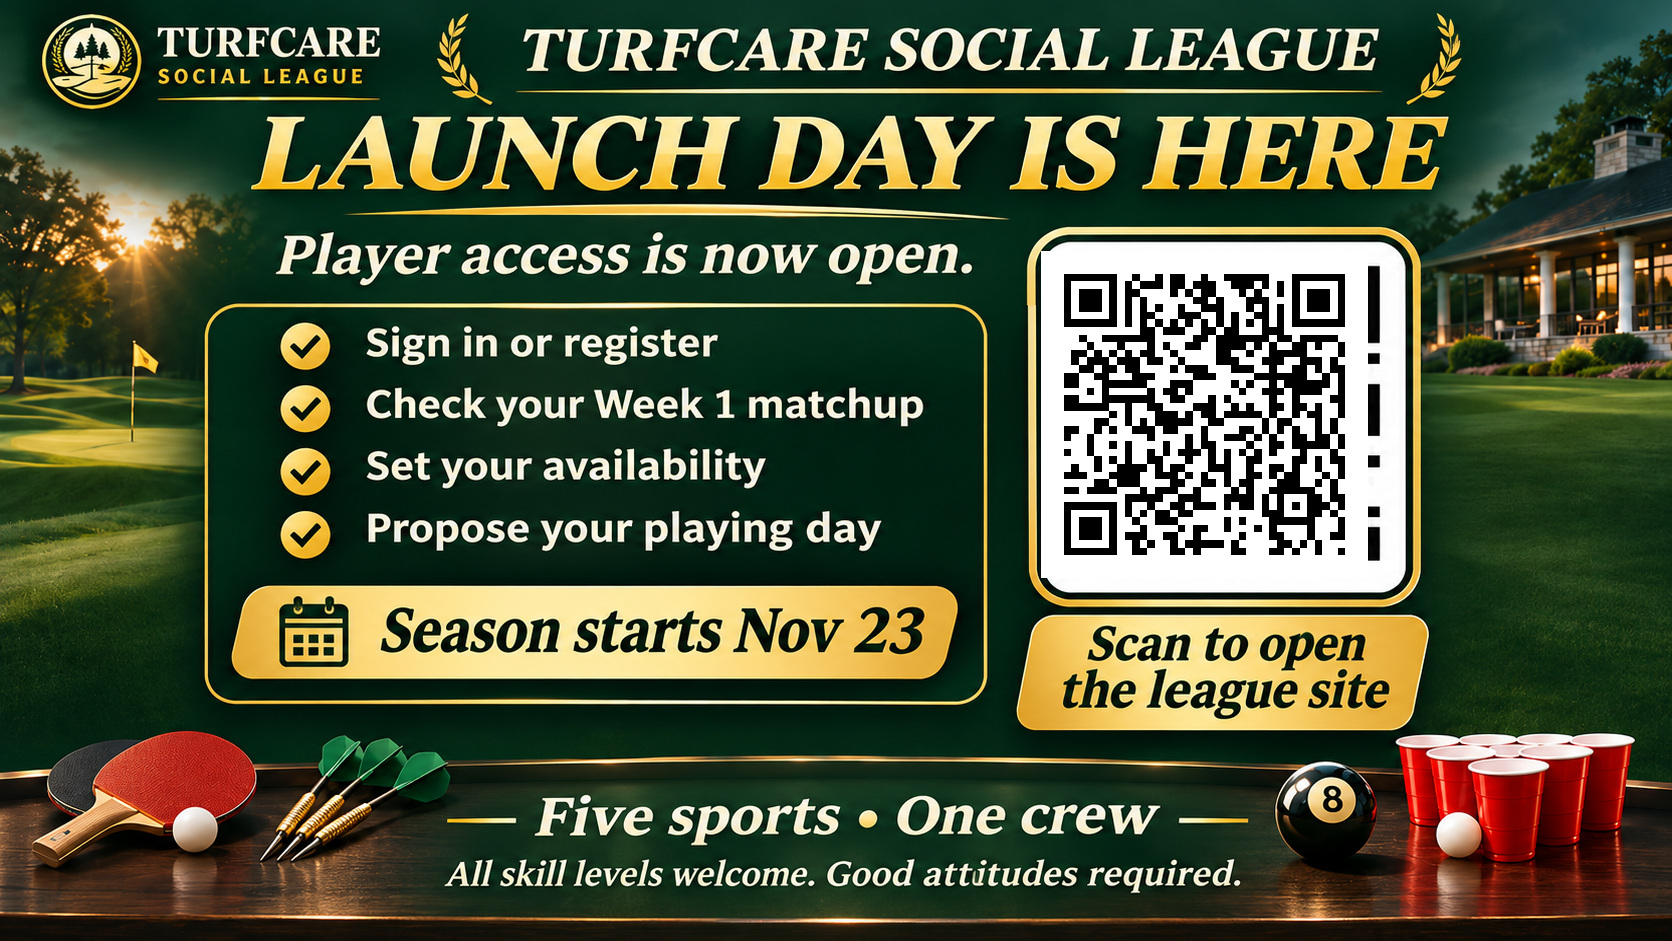 TURFCARE
SOCIAL LEAGUE
TURFCARE SOCIAL LEAGUE
LAUNCH DAY IS HERE
Player access is now open.
Sign in or register
Check your Week 1 matchup
Set your availability
Propose your playing day
Season starts Nov 23
Scan to open
the league site
Five sports • One crew
All skill levels welcome. Good attitudes required.
8